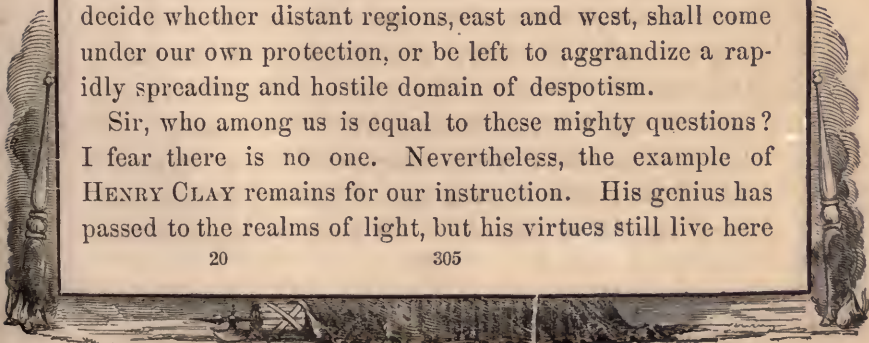 decide whether distant regions, east and west, shall come
under our own protection, or be left to aggrandize a rap-
idly spreading and hostile domain of despotism.
Sir, who among us is equal to these mighty questions?
I fear there is no one. Nevertheless, the example of
HENRY CLAY remains for our instruction. His genius has
passed to the realms of light, but his virtues still live here
20 305